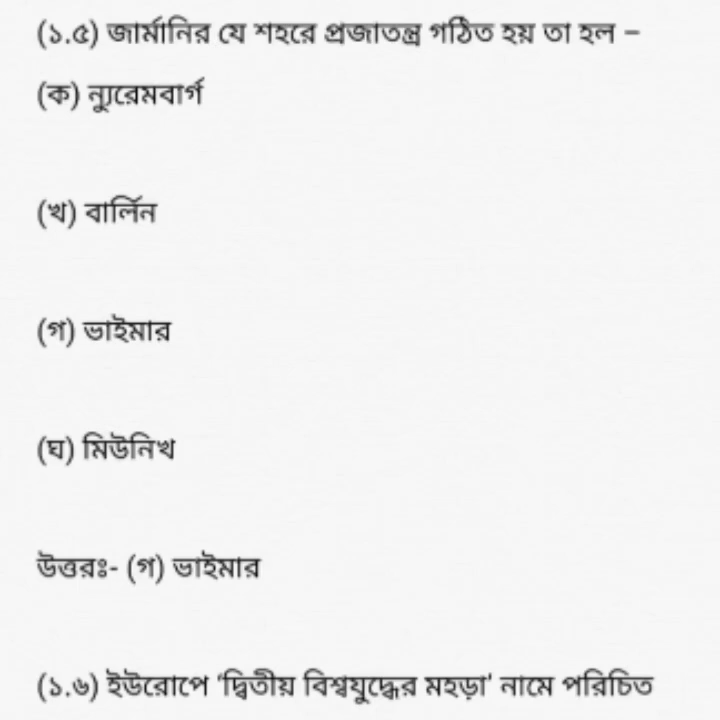 (১.৫) জার্মানির যে শহরে প্রজাতন্ত্র গঠিত হয় তা হল –
(ক) ন্যুরেমবার্গ
(খ) বার্লিন
(গ) ভাইমার
(ঘ) মিউনিখ
উত্তরঃ- (গ) ভাইমার
(১.৬) ইউরোপে 'দ্বিতীয় বিশ্বযুদ্ধের মহড়া' নামে পরিচিত